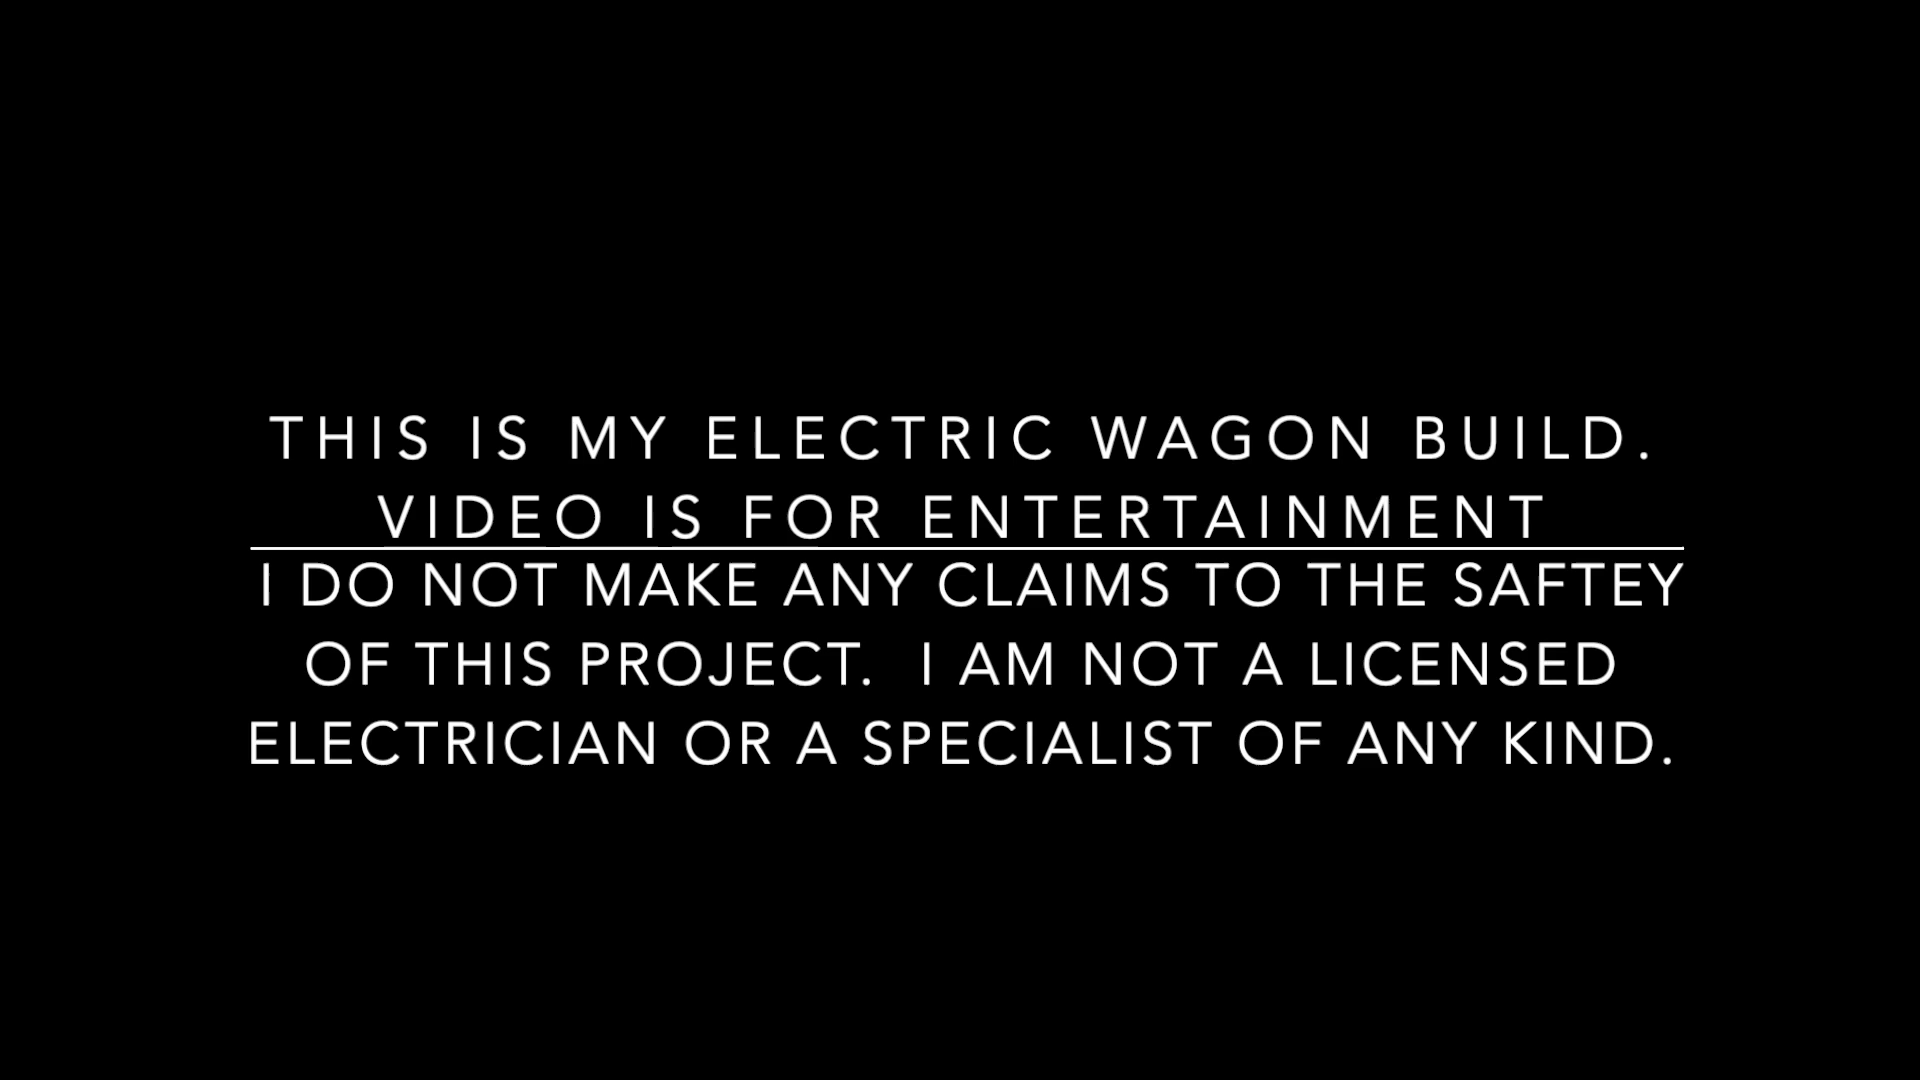 THIS IS MY ELECTRIC WAGON BUILD.
VIDEO IS FOR ENTERTAINMENT
I DO NOT MAKE ANY CLAIMS TO THE SAFTEY
OF THIS PROJECT.  I AM NOT A LICENSED
ELECTRICIAN OR A SPECIALIST OF ANY KIND.